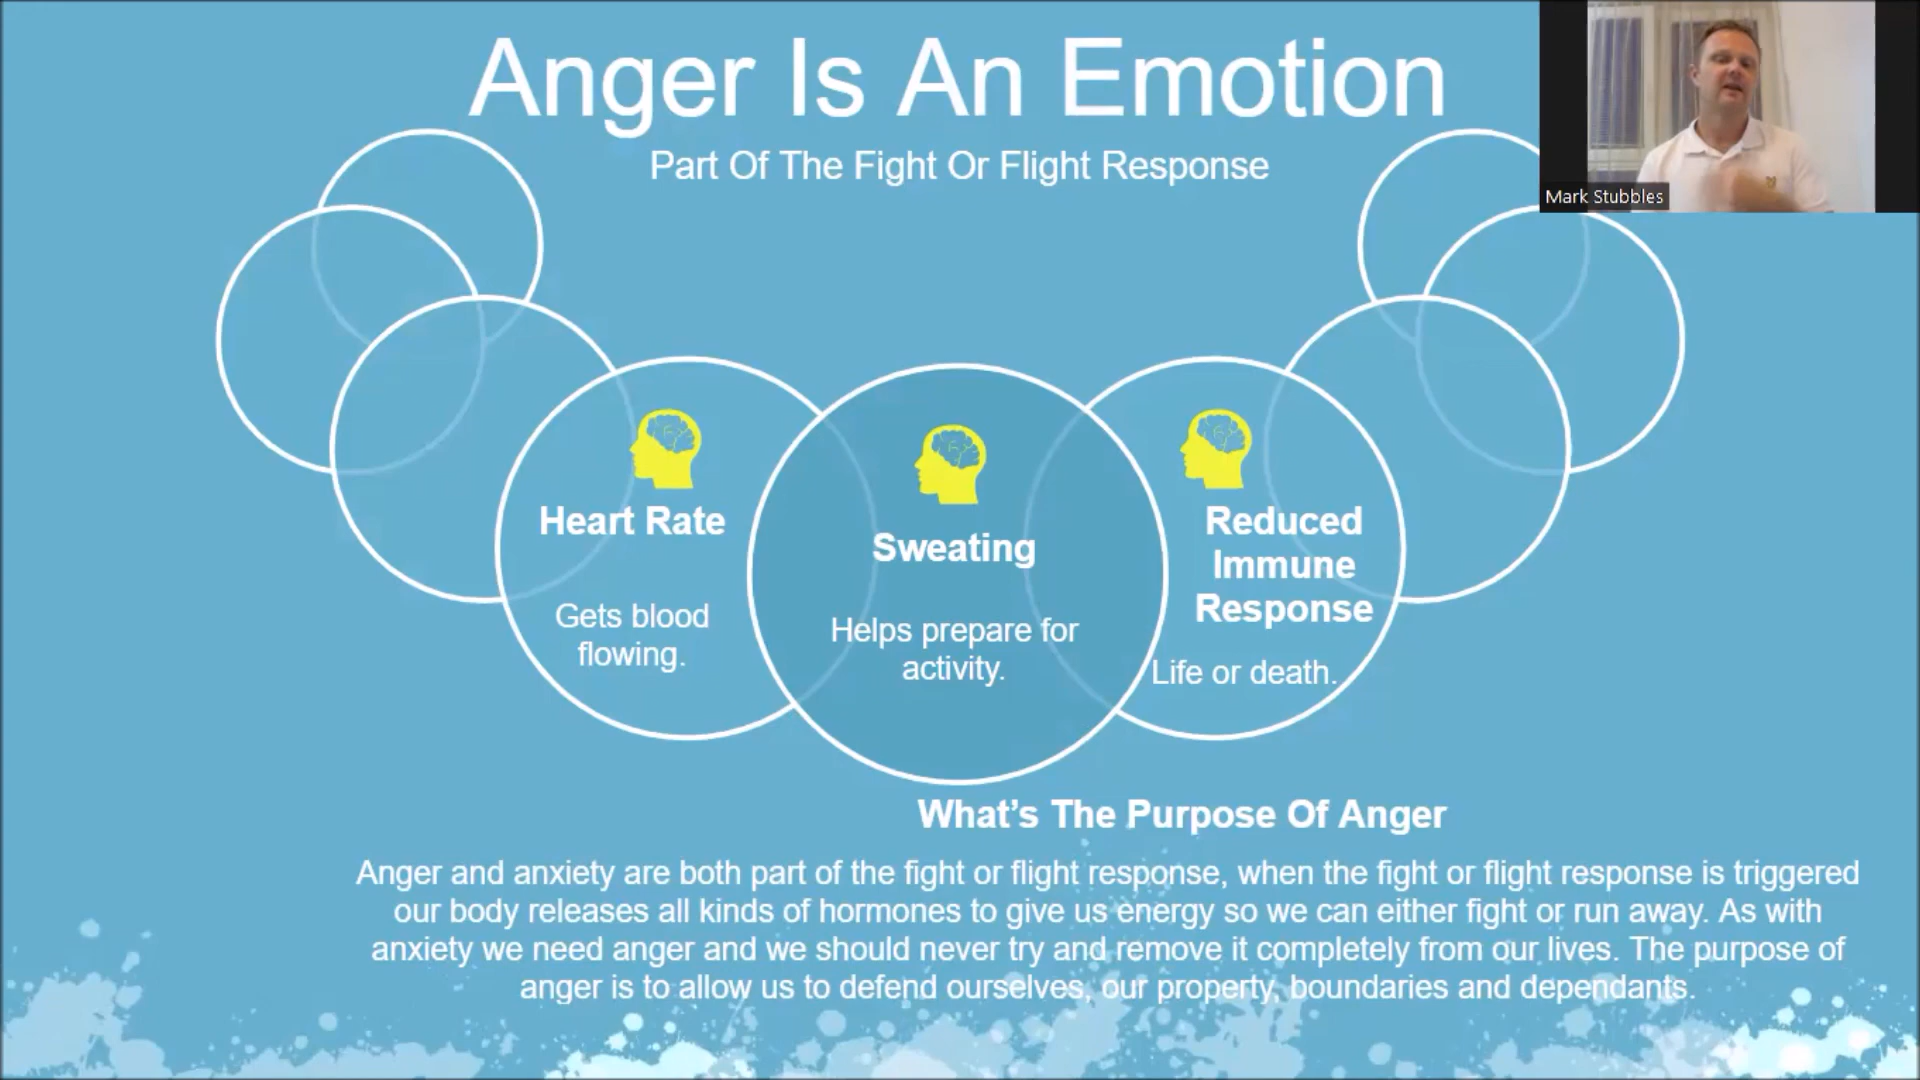 Anger Is An Emotion
Part Of The Fight Or Flight Response
Mark Stubbles
Heart Rate
Gets blood
flowing.
Sweating
Helps prepare for
activity.
Reduced
Immune
Response
Life or death.
What's The Purpose Of Anger
Anger and anxiety are both part of the fight or flight response, when the fight or flight response is triggered
our body releases all kinds of hormones to give us energy so we can either fight or run away. As with
anxiety we need anger and we should never try and remove it completely from our lives. The purpose of
anger is to allow us to defend ourselves, our property, boundaries and dependants.